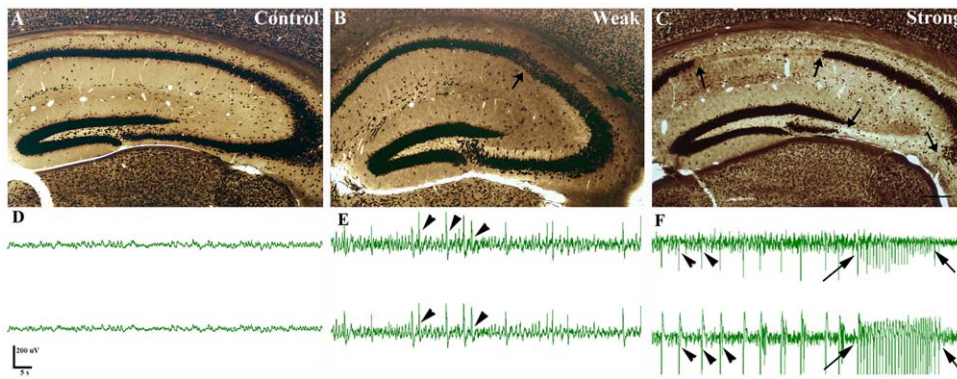 A Control
B Weak
C Strong
D
E
F
200 uV
5 s